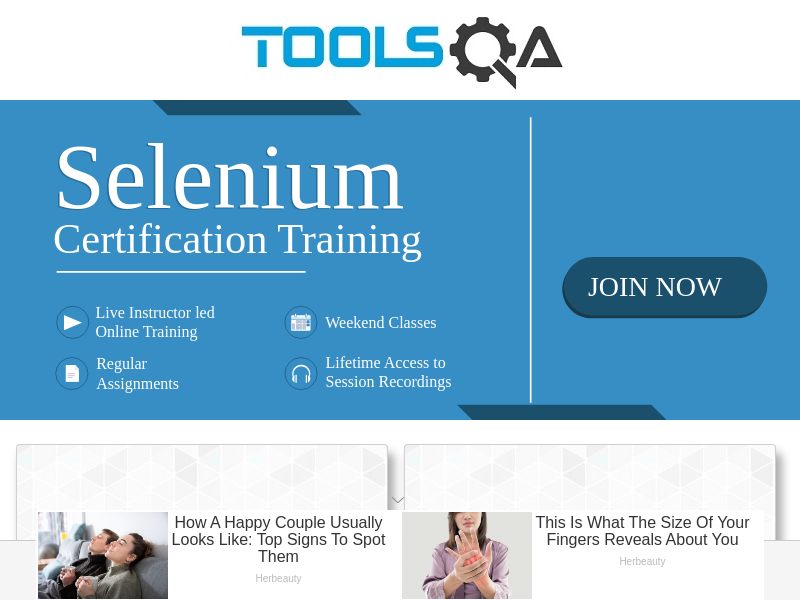 TOOLSQA
Selenium
Certification Training
JOIN NOW
Live Instructor led
Online Training
Weekend Classes
Regular
Assignments
Lifetime Access to
Session Recordings
How A Happy Couple Usually
Looks Like: Top Signs To Spot
Them
Herbeauty
This Is What The Size Of Your
Fingers Reveals About You
Herbeauty